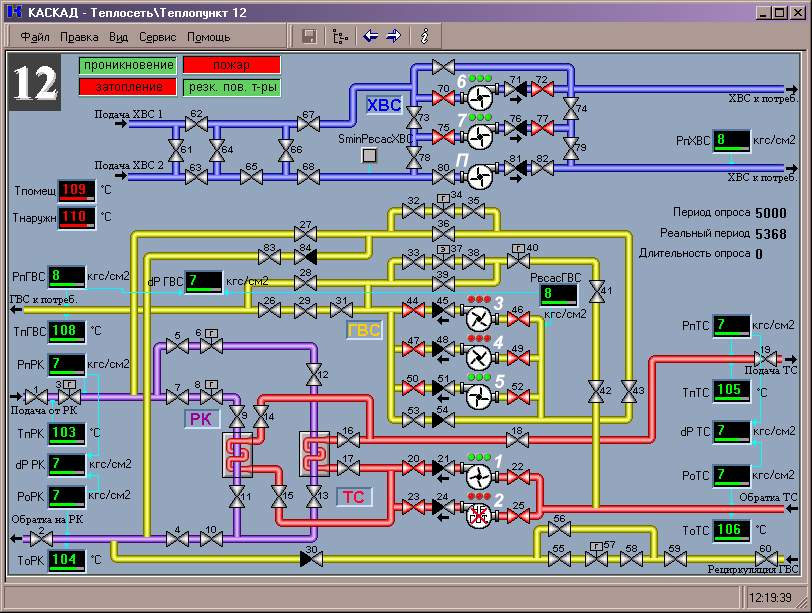 КАСКАД - Теплосеть\Теплопункт 12
Файл Правка Вид Сервис Помощь
12
проникновение пожар
затопление резк. пов. т-ры
Подача ХВС 1
62 67
ХВС
6
70 71 72
ХВС к потреб.
73 74
7
75 76 77
SminРвсасХВС
61 64 66
РпХВС 8 кгс/см2
78 79
Подача ХВС 2
63 65 68
П
80 81 82
ХВС к потреб.
Тпомещ 109 °C
Тнаружн 110 °C
Период опроса 5000
Реальный период 5368
Длительность опроса 0
32 г 34 35
27 36
83 84
33 э 37 38 г 40
28 39
РпГВС 8 кгс/см2
dP ГВС 7 кгс/см2
РвсасГВС
8
кгс/см2
41
ГВС к потреб.
26 29 31
44 45 3 46
ТпГВС 108 °C
ГВС
РпТС 7 кгс/см2
5 6 г
47 48 4 49
РпРК 7 кгс/см2
12
19
Подача ТС
1 3 г
7 8 г
50 51 5 52
42 43
ТпТС 105 °C
Подача от РК
РК
9 14
53 54
ТпРК 103 °C
16 18
dP ТС 7 кгс/см2
dP РК 7 кгс/см2
17
20 21 1 22
РоТС 7 кгс/см2
РоРК 7 кгс/см2
11 15 13
ТС
23 24 2 25
Обратка ТС
Обратка на РК
2 4 10
56
ТоТС 106 °C
ТоРК 104 °C
30
55 г 57 58 59 60
Рециркуляция ГВС
12:19:39